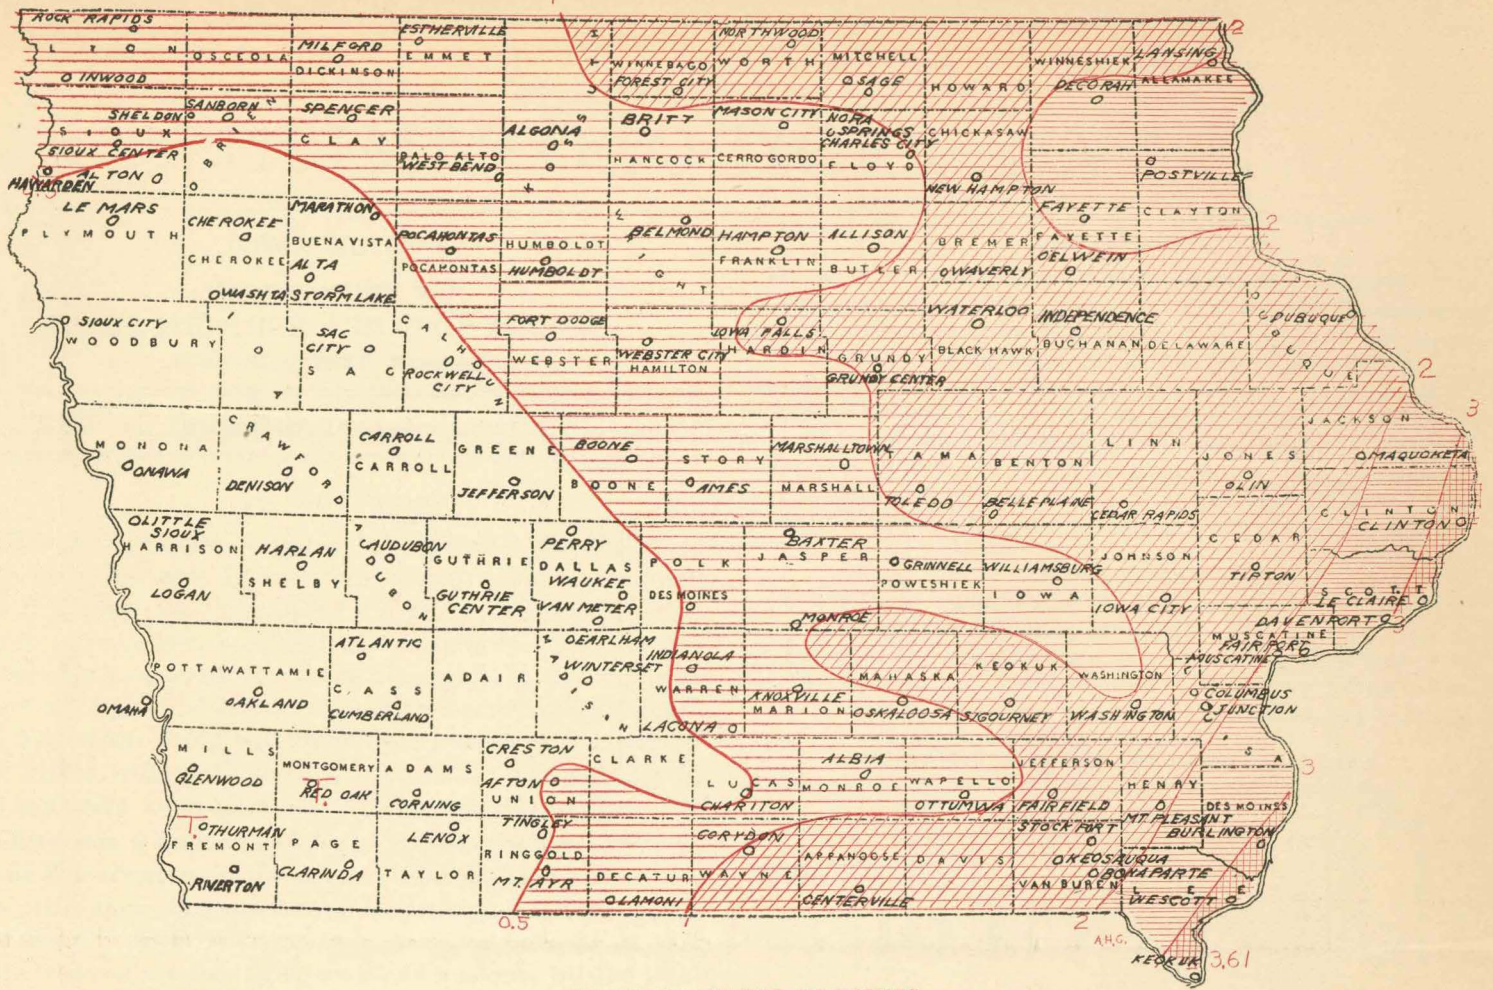 ROCK RAPIDS
LYON
OSCEOLA
MILFORD
DICKINSON
ESTHERVILLE
EMMET
KOSSUTH
WINNEBAGO
FOREST CITY
NORTHWOOD
WORTH
MITCHELL
OSAGE
HOWARD
WINNESHIEK
DECORAH
LANSING
ALLAMAKEE
2
INWOOD
SHELDON
SIOUX
SIOUX CENTER
ALTON
HAWARDEN
SANBORN
O'BRIEN
SPENCER
CLAY
PALO ALTO
WEST BEND
ALGONA
BRITT
HANCOCK
MASON CITY
CERRO GORDO
NORA
SPRINGS
CHARLES CITY
FLOYD
CHICKASAW
NEW HAMPTON
POSTVILLE
LE MARS
PLYMOUTH
CHEROKEE
CHEROKEE
MARATHON
BUENA VISTA
ALTA
WASHTA
STORM LAKE
POCAHONTAS
POCAHONTAS
HUMBOLDT
HUMBOLDT
BELMOND
WRIGHT
HAMPTON
FRANKLIN
ALLISON
BUTLER
BREMER
WAVERLY
FAYETTE
FAYETTE
OELWEIN
CLAYTON
2
SIOUX CITY
WOODBURY
IDA
SAC
CITY
SAC
CALHOUN
ROCKWELL
CITY
FORT DODGE
WEBSTER
WEBSTER CITY
HAMILTON
IOWA FALLS
HARDIN
GRUNDY
GRUNDY CENTER
WATERLOO
BLACK HAWK
INDEPENDENCE
BUCHANAN
DELAWARE
DUBUQUE
DUBUQUE
2
MONONA
ONAWA
CRAWFORD
DENISON
CARROLL
CARROLL
GREENE
JEFFERSON
BOONE
BOONE
STORY
AMES
MARSHALLTOWN
MARSHALL
TAMA
TOLEDO
BENTON
BELLE PLAINE
LINN
CEDAR RAPIDS
JONES
OLIN
JACKSON
MAQUOKETA
3
LITTLE
SIOUX
HARRISON
LOGAN
HARLAN
SHELBY
AUDUBON
AUDUBON
GUTHRIE
GUTHRIE
CENTER
PERRY
DALLAS
WAUKEE
VAN METER
POLK
DES MOINES
BAXTER
JASPER
MONROE
GRINNELL
POWESHIEK
WILLIAMSBURG
IOWA
JOHNSON
IOWA CITY
CEDAR
TIPTON
CLINTON
CLINTON
SCOTT
LE CLAIRE
DAVENPORT
MUSCATINE
FAIRPORT
MUSCATINE
POTTAWATTAMIE
OAKLAND
OMAHA
ATLANTIC
CASS
CUMBERLAND
ADAIR
EARLHAM
WINTERSET
MADISON
INDIANOLA
WARREN
LACONA
KNOXVILLE
MARION
MAHASKA
OSKALOOSA
KEOKUK
SIGOURNEY
WASHINGTON
WASHINGTON
COLUMBUS
JUNCTION
MILLS
GLENWOOD
MONTGOMERY
RED OAK
T.
ADAMS
CORNING
CRESTON
AFTON
UNION
CLARKE
LUCAS
CHARITON
ALBIA
MONROE
WAPELLO
OTTUMWA
JEFFERSON
FAIRFIELD
HENRY
MT. PLEASANT
DES MOINES
BURLINGTON
3
T.
THURMAN
FREMONT
RIVERTON
PAGE
CLARINDA
LENOX
TAYLOR
TINGLEY
RINGGOLD
MT. AYR
DECATUR
LAMONI
CORYDON
WAYNE
APPANOOSE
CENTERVILLE
DAVIS
STOCKPORT
KEOSAUQUA
BONAPARTE
VAN BUREN
LEE
WESCOTT
0.5
1
2
A.H.G.
KEOKUK
3.61